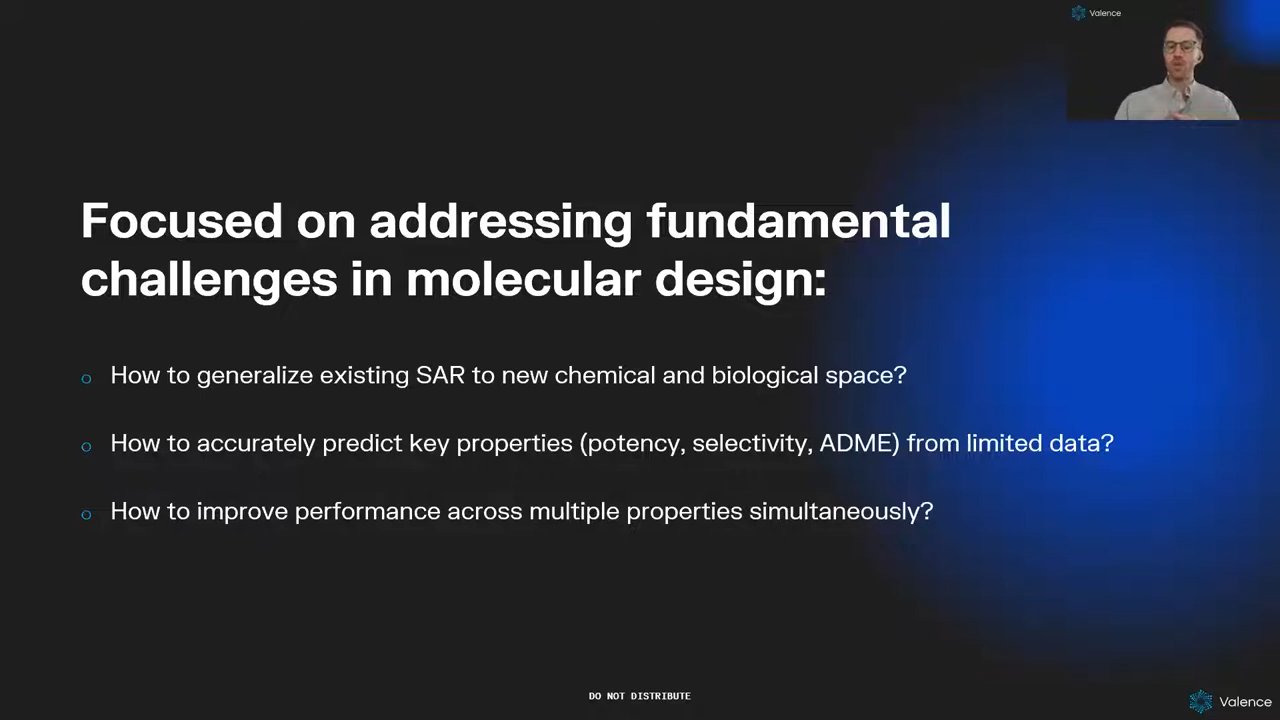 Valence
Focused on addressing fundamental
challenges in molecular design:
How to generalize existing SAR to new chemical and biological space?
How to accurately predict key properties (potency, selectivity, ADME) from limited data?
How to improve performance across multiple properties simultaneously?
DO NOT DISTRIBUTE
Valence